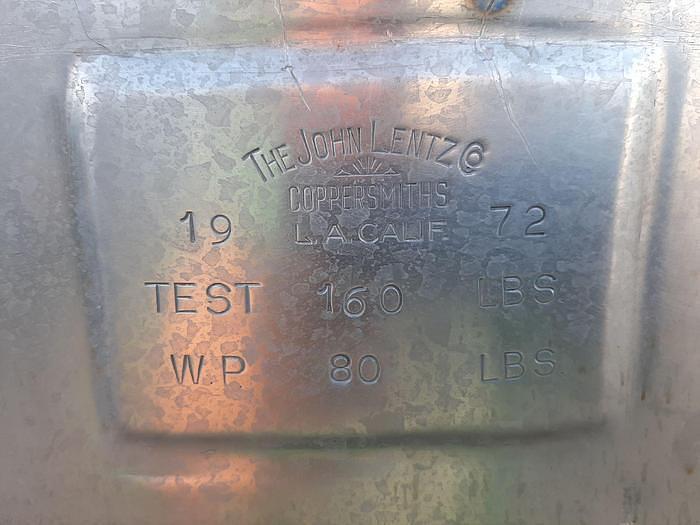 THE JOHN LENTZ CO
COPPERSMITHS
L.A. CALIF.
19 72
TEST 160 LBS.
W.P. 80 LBS.